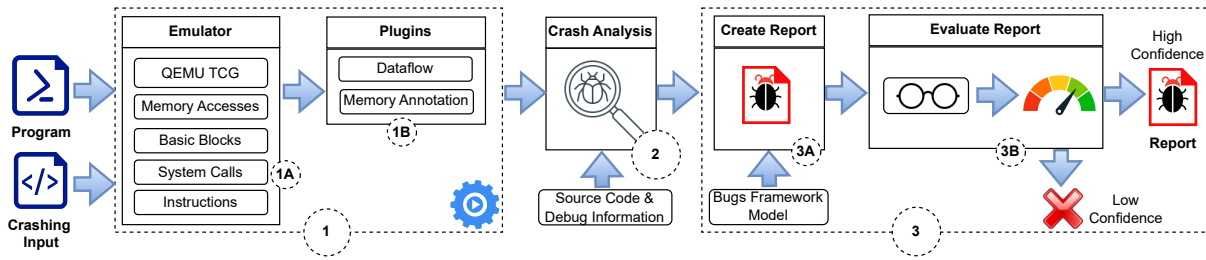 Program
Crashing
Input
Emulator
QEMU TCG
Memory Accesses
Basic Blocks
System Calls
Instructions
1A
Plugins
Dataflow
Memory Annotation
1B
1
Crash Analysis
2
Source Code &
Debug Information
Create Report
3A
Bugs Framework
Model
Evaluate Report
3B
3
High
Confidence
Report
Low
Confidence